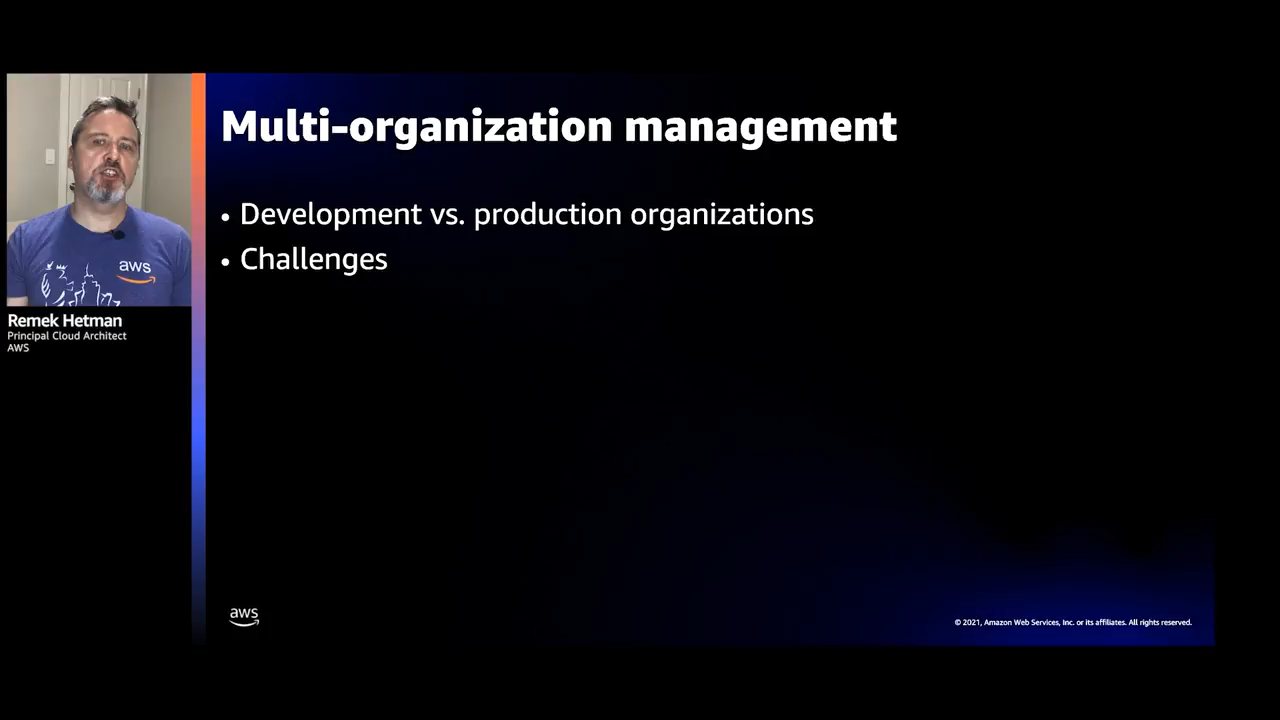 Multi-organization management
• Development vs. production organizations
• Challenges
aws
Remek Hetman
Principal Cloud Architect
AWS
aws
© 2021, Amazon Web Services, Inc. or its affiliates. All rights reserved.